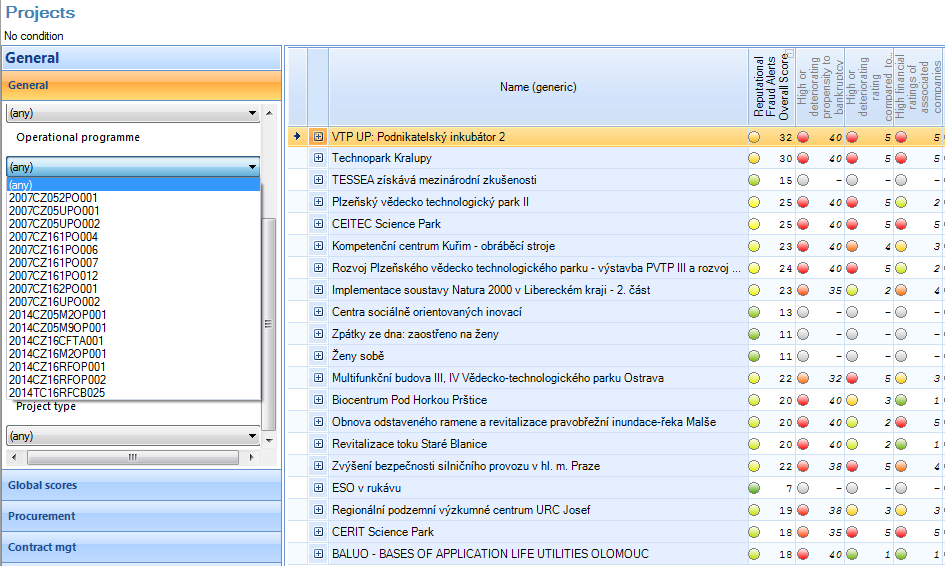 Projects
No condition
General
General
(any)
Operational programme
(any)
(any)
2007CZ052PO001
2007CZ05UPO001
2007CZ05UPO002
2007CZ161PO004
2007CZ161PO006
2007CZ161PO007
2007CZ161PO012
2007CZ162PO001
2007CZ16UPO002
2014CZ05M2OP001
2014CZ05M9OP001
2014CZ16CFTA001
2014CZ16M2OP001
2014CZ16RFOP001
2014CZ16RFOP002
2014TC16RFCB025
Project type
(any)
Global scores
Procurement
Contract mgt
Name (generic)
Reputational
Fraud Alerts
Overall Score
High or
deteriorating
propensity to
bankruptcy
High or
deteriorating
rating
compared to...
High financial
ratings of
associated
companies
VTP UP: Podnikatelský inkubátor 2 32 40 5 5
Technopark Kralupy 30 40 5 5
TESSEA získává mezinárodní zkušenosti 15 - - -
Plzeňský vědecko technologický park II 25 40 5 2
CEITEC Science Park 25 40 5 5
Kompetenční centrum Kuřim - obráběcí stroje 23 40 4 3
Rozvoj Plzeňského vědecko technologického parku - výstavba PVTP III a rozvoj ... 24 40 5 2
Implementace soustavy Natura 2000 v Libereckém kraji - 2. část 23 35 2 4
Centra sociálně orientovaných inovací 13 - - -
Zpátky ze dna: zaostřeno na ženy 11 - - -
Ženy sobě 11 - - -
Multifunkční budova III, IV Vědecko-technologického parku Ostrava 22 32 5 3
Biocentrum Pod Horkou Prštice 20 40 3 1
Obnova odstaveného ramene a revitalizace pravobřežní inundace-řeka Malše 20 40 2 5
Revitalizace toku Staré Blanice 20 40 2 1
Zvýšení bezpečnosti silničního provozu v hl. m. Praze 22 38 5 4
ESO v rukávu 7 - - -
Regionální podzemní výzkumné centrum URC Josef 19 38 3 3
CERIT Science Park 18 35 5 5
BALUO - BASES OF APPLICATION LIFE UTILITIES OLOMOUC 18 40 1 1